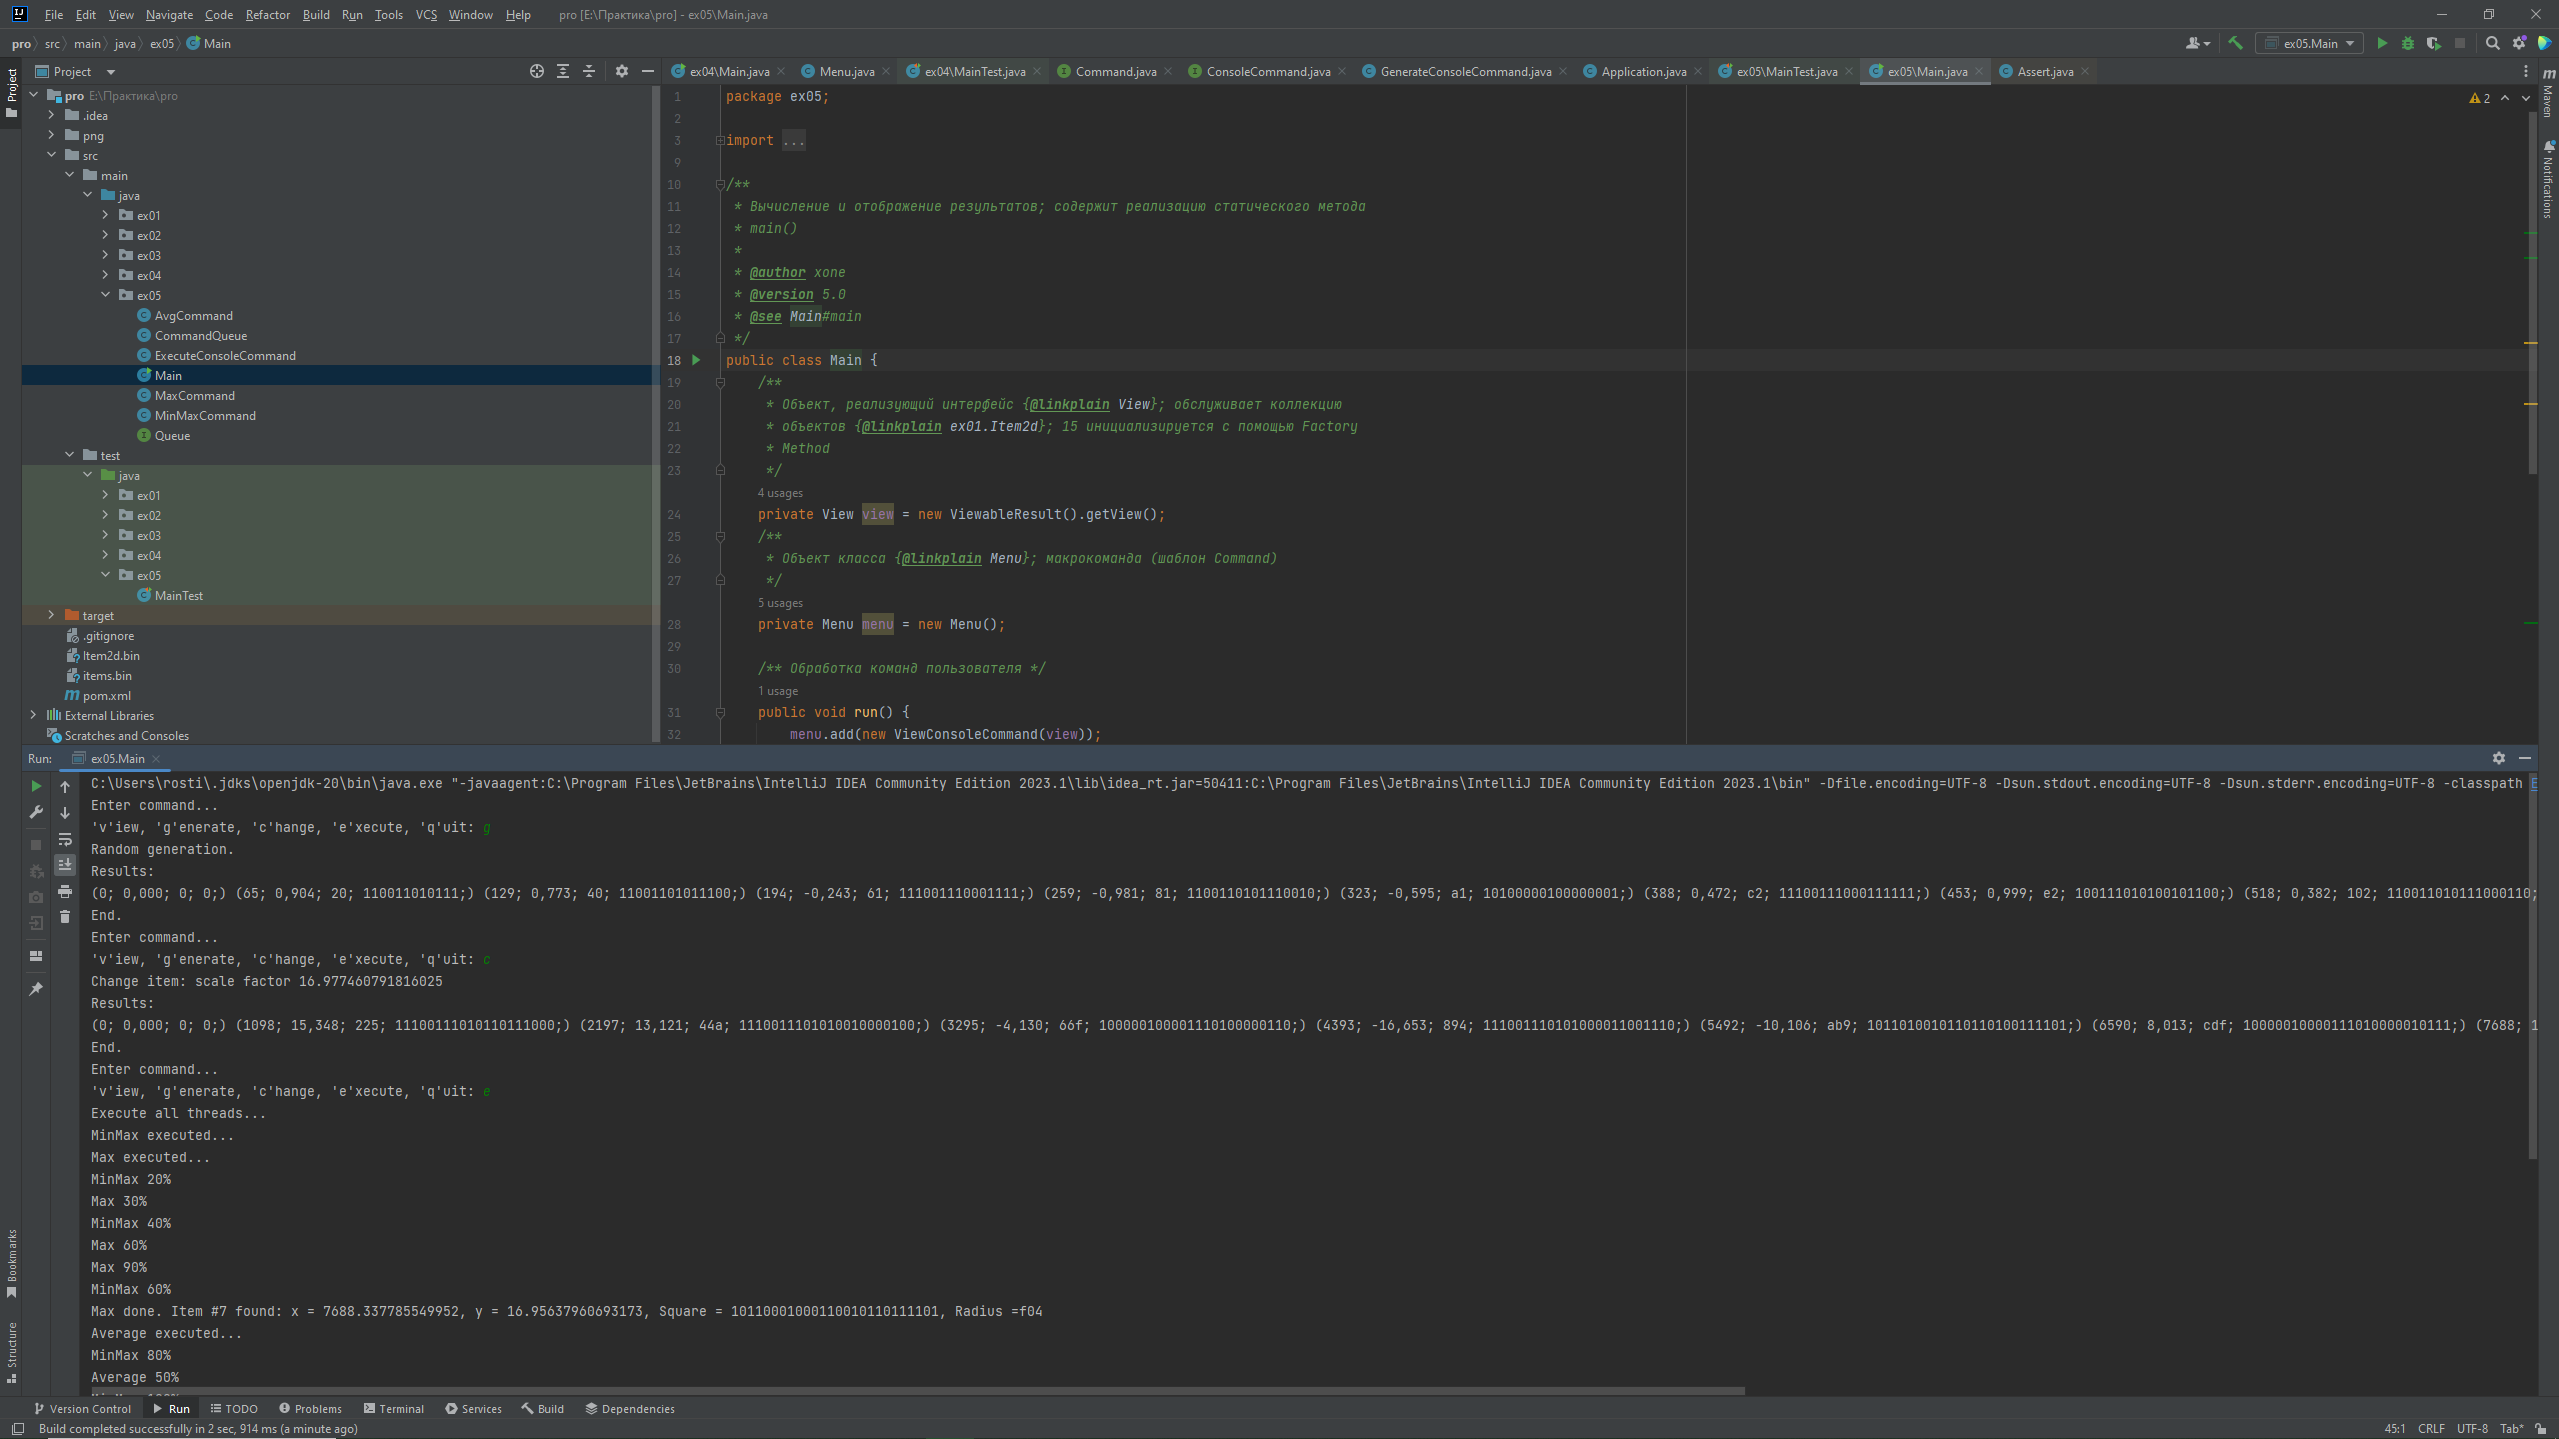 File Edit View Navigate Code Refactor Build Run Tools VCS Window Help pro [E:\Практика\pro] - ex05\Main.java
pro src main java ex05 Main
ex05.Main
Project
ex04\Main.java Menu.java ex04\MainTest.java Command.java ConsoleCommand.java GenerateConsoleCommand.java Application.java ex05\MainTest.java ex05\Main.java Assert.java
Project
Maven
Notifications
Bookmarks
Structure
pro E:\Практика\pro
.idea
png
src
main
java
ex01
ex02
ex03
ex04
ex05
AvgCommand
CommandQueue
ExecuteConsoleCommand
Main
MaxCommand
MinMaxCommand
Queue
test
java
ex01
ex02
ex03
ex04
ex05
MainTest
target
.gitignore
Item2d.bin
items.bin
pom.xml
External Libraries
Scratches and Consoles
2
1 package ex05;
2
3 import ...
9
10 /**
11 * Вычисление и отображение результатов; содержит реализацию статического метода
12 * main()
13 *
14 * @author xone
15 * @version 5.0
16 * @see Main#main
17 */
18 public class Main {
19 /**
20 * Объект, реализующий интерфейс {@linkplain View}; обслуживает коллекцию
21 * объектов {@linkplain ex01.Item2d}; 15 инициализируется с помощью Factory
22 * Method
23 */
4 usages
24 private View view = new ViewableResult().getView();
25 /**
26 * Объект класса {@linkplain Menu}; макрокоманда (шаблон Command)
27 */
5 usages
28 private Menu menu = new Menu();
29
30 /** Обработка команд пользователя */
1 usage
31 public void run() {
32 menu.add(new ViewConsoleCommand(view));
Run: ex05.Main
C:\Users\rosti\.jdks\openjdk-20\bin\java.exe "-javaagent:C:\Program Files\JetBrains\IntelliJ IDEA Community Edition 2023.1\lib\idea_rt.jar=50411:C:\Program Files\JetBrains\IntelliJ IDEA Community Edition 2023.1\bin" -Dfile.encoding=UTF-8 -Dsun.stdout.encoding=UTF-8 -Dsun.stderr.encoding=UTF-8 -classpath
Enter command...
'v'iew, 'g'enerate, 'c'hange, 'e'xecute, 'q'uit: g
Random generation.
Results:
(0; 0,000; 0; 0;) (65; 0,904; 20; 110011010111;) (129; 0,773; 40; 11001101011100;) (194; -0,243; 61; 111001110001111;) (259; -0,981; 81; 1100110101110010;) (323; -0,595; a1; 10100000100000001;) (388; 0,472; c2; 11100111000111111;) (453; 0,999; e2; 100111010100101100;) (518; 0,382; 102; 110011010111000110;
End.
Enter command...
'v'iew, 'g'enerate, 'c'hange, 'e'xecute, 'q'uit: c
Change item: scale factor 16.977460791816025
Results:
(0; 0,000; 0; 0;) (1098; 15,348; 225; 11100111010110111000;) (2197; 13,121; 44a; 1110011101010010000100;) (3295; -4,130; 66f; 10000010000111010000110;) (4393; -16,653; 894; 111001110101000011001110;) (5492; -10,106; ab9; 1011010010110110100111101;) (6590; 8,013; cdf; 10000010000111010000010111;) (7688; 1
End.
Enter command...
'v'iew, 'g'enerate, 'c'hange, 'e'xecute, 'q'uit: e
Execute all threads...
MinMax executed...
Max executed...
MinMax 20%
Max 30%
MinMax 40%
Max 60%
Max 90%
MinMax 60%
Max done. Item #7 found: x = 7688.337785549952, y = 16.95637960693173, Square = 10110001000110010110111101, Radius =f04
Average executed...
MinMax 80%
Average 50%
Version Control Run TODO Problems Terminal Services Build Dependencies
Build completed successfully in 2 sec, 914 ms (a minute ago)
45:1 CRLF UTF-8 Tab*